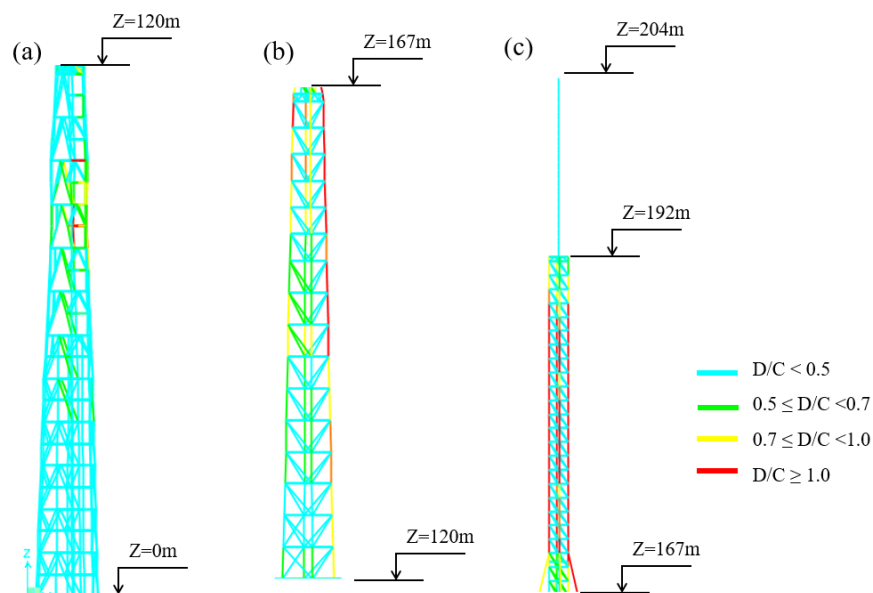 Z=120m
(a)
(b)
Z=167m
(c)
Z=204m
Z=192m
D/C < 0.5
0.5 ≤ D/C <0.7
0.7 ≤ D/C <1.0
D/C ≥ 1.0
Z
Z=0m
Z=120m
Z=167m